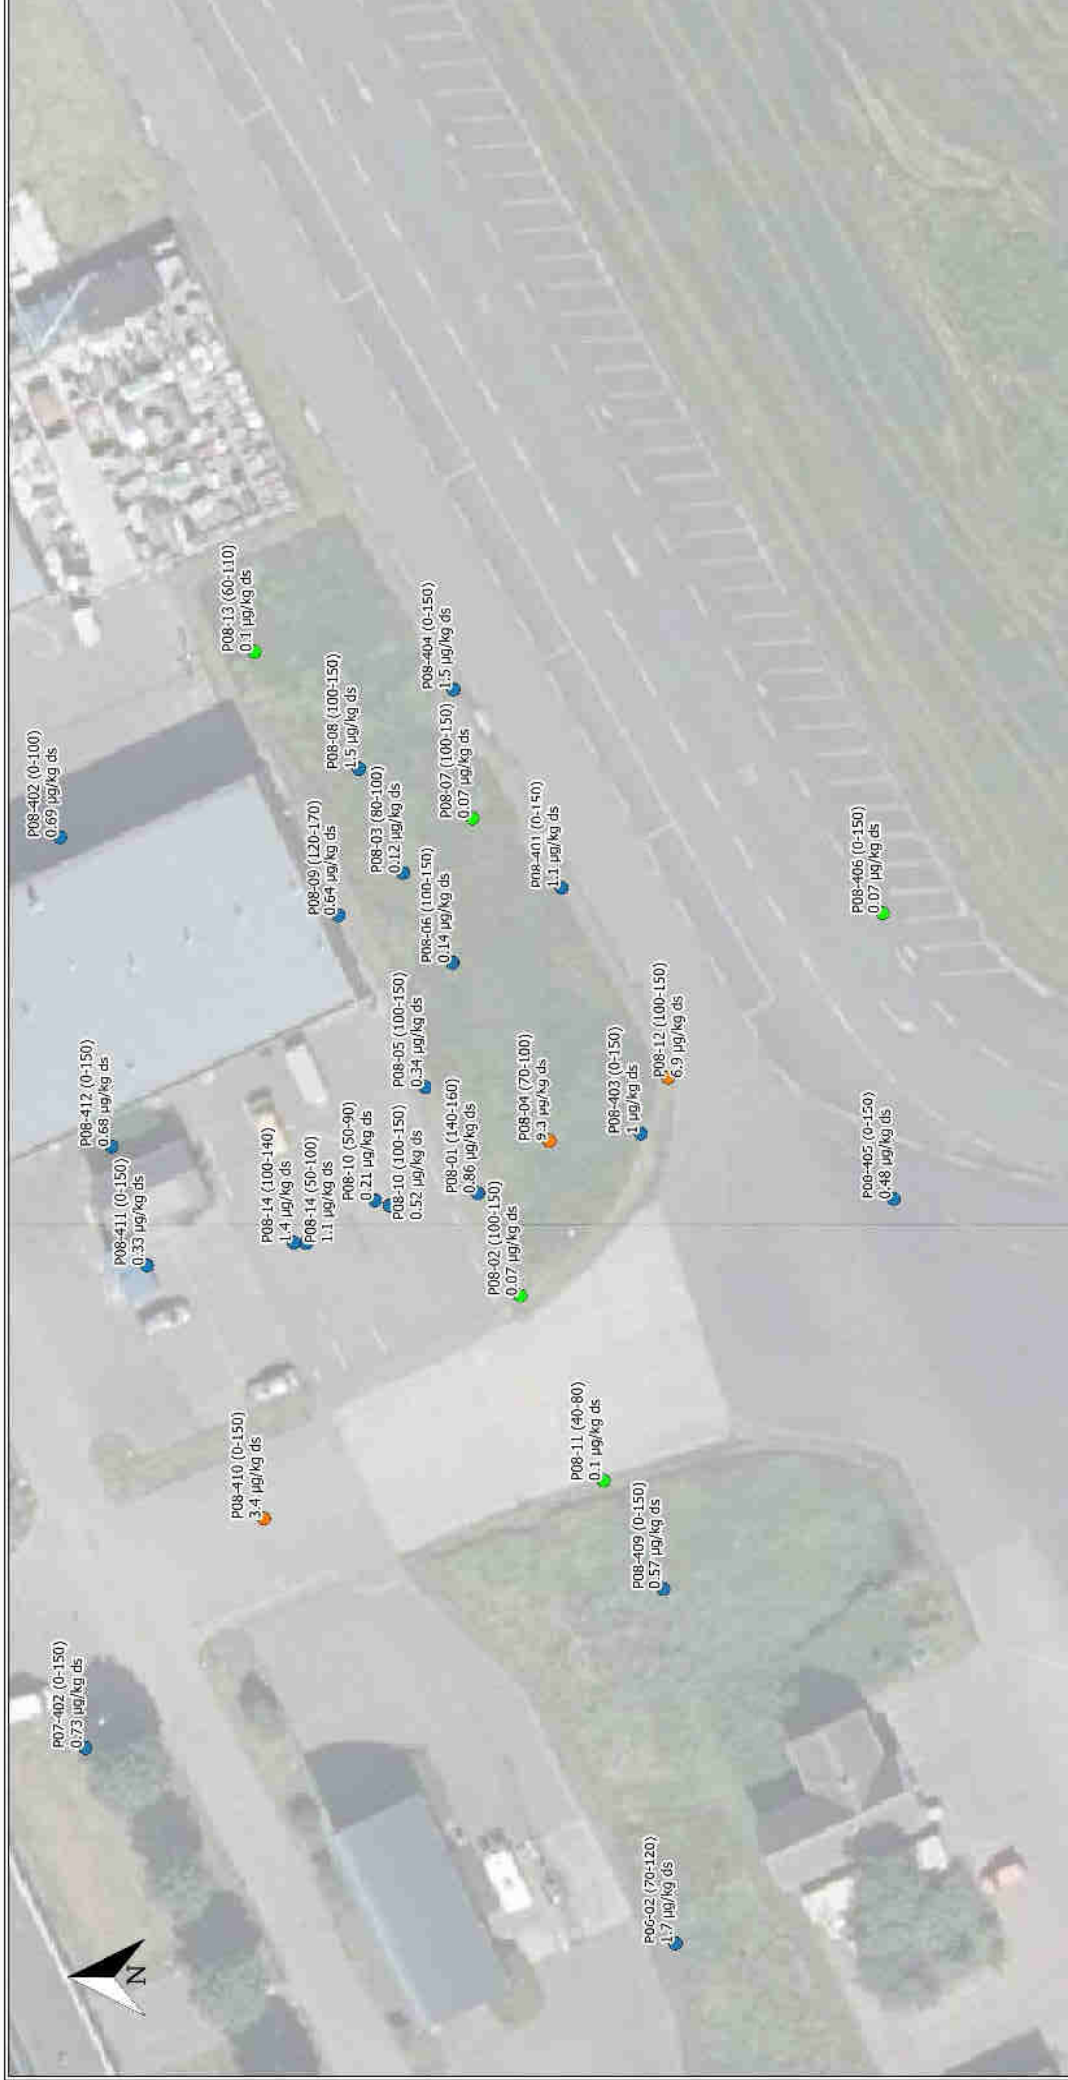 P08-402 (0-100)
0.69 µg/kg ds
P08-412 (0-150)
0.68 µg/kg ds
P08-411 (0-150)
0.33 µg/kg ds
P07-402 (0-150)
0.73 µg/kg ds
P08-13 (60-110)
0.1 µg/kg ds
P08-410 (0-150)
3.4 µg/kg ds
P08-14 (100-140)
1.4 µg/kg ds
P08-14 (50-100)
1.1 µg/kg ds
P08-09 (120-170)
0.64 µg/kg ds
P08-08 (100-150)
1.5 µg/kg ds
P08-10 (50-90)
0.21 µg/kg ds
P08-10 (100-150)
0.52 µg/kg ds
P08-03 (80-100)
0.12 µg/kg ds
P08-05 (100-150)
0.34 µg/kg ds
P08-06 (100-150)
0.14 µg/kg ds
P08-404 (0-150)
1.5 µg/kg ds
P08-07 (100-150)
0.07 µg/kg ds
P08-01 (140-160)
0.86 µg/kg ds
P08-02 (100-150)
0.07 µg/kg ds
P08-04 (70-100)
9.3 µg/kg ds
P08-401 (0-150)
1.1 µg/kg ds
P08-11 (40-80)
0.1 µg/kg ds
P08-403 (0-150)
1 µg/kg ds
P08-12 (100-150)
6.9 µg/kg ds
P08-409 (0-150)
0.57 µg/kg ds
P06-02 (70-120)
1.7 µg/kg ds
P08-406 (0-150)
0.07 µg/kg ds
P08-405 (0-150)
0.48 µg/kg ds
N